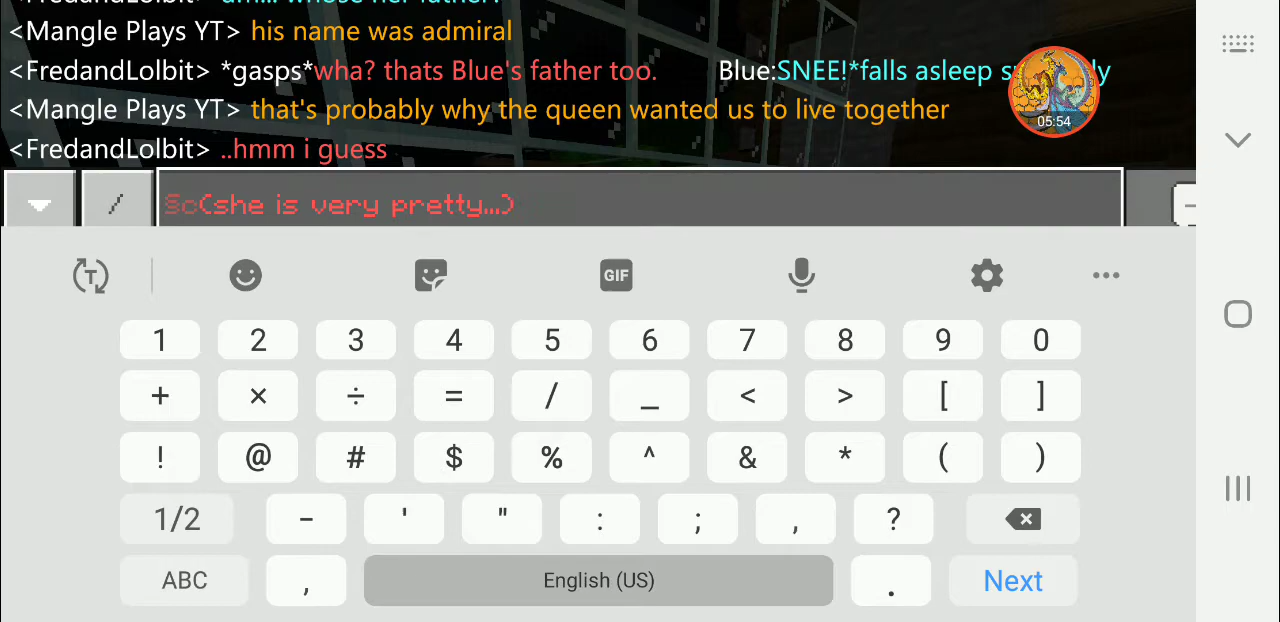 <Mangle Plays YT> his name was admiral
<FredandLolbit> *gasps*wha? thats Blue's father too. Blue:SNEE!*falls asleep
<Mangle Plays YT> that's probably why the queen wanted us to live together
05:54
<FredandLolbit> ..hmm i guess
/
§c(she is very pretty...)
T
GIF
1 2 3 4 5 6 7 8 9 0
+ × ÷ = / _ < > [ ]
! @ # $ % ^ & * ( )
1/2 - ' " : ; , ?
ABC , English (US) . Next